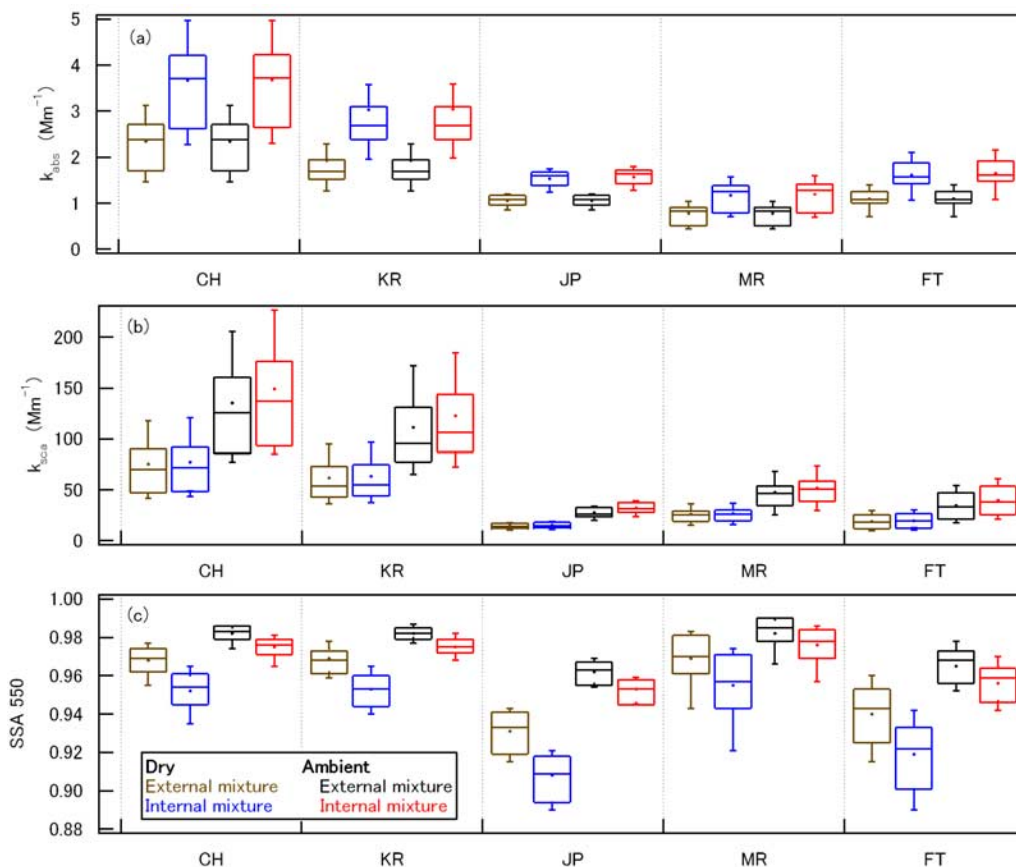 (a)
5
4
3
2
1
0
k_abs (Mm⁻¹)
CH KR JP MR FT
(b)
200
150
100
50
0
k_sca (Mm⁻¹)
CH KR JP MR FT
(c)
1.00
0.98
0.96
0.94
0.92
0.90
0.88
SSA 550
Dry Ambient
External mixture External mixture
Internal mixture Internal mixture
CH KR JP MR FT